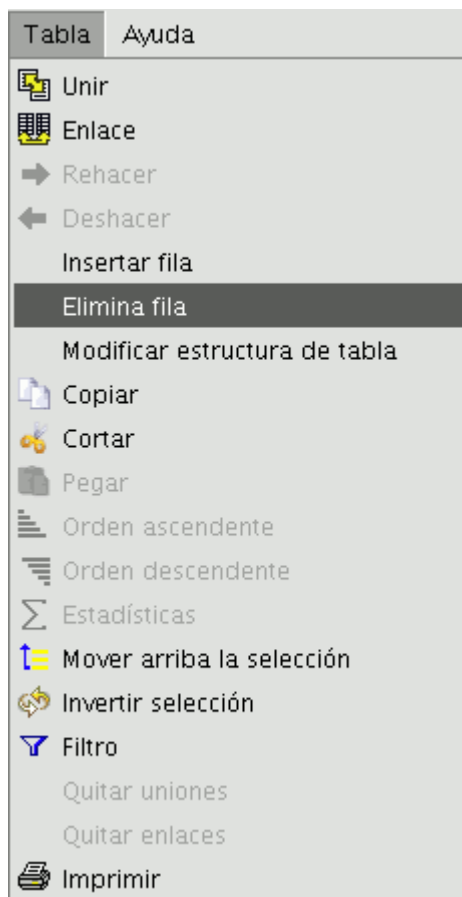 Tabla Ayuda
Unir
Enlace
Rehacer
Deshacer
Insertar fila
Elimina fila
Modificar estructura de tabla
Copiar
Cortar
Pegar
Orden ascendente
Orden descendente
Estadísticas
Mover arriba la selección
Invertir selección
Filtro
Quitar uniones
Quitar enlaces
Imprimir